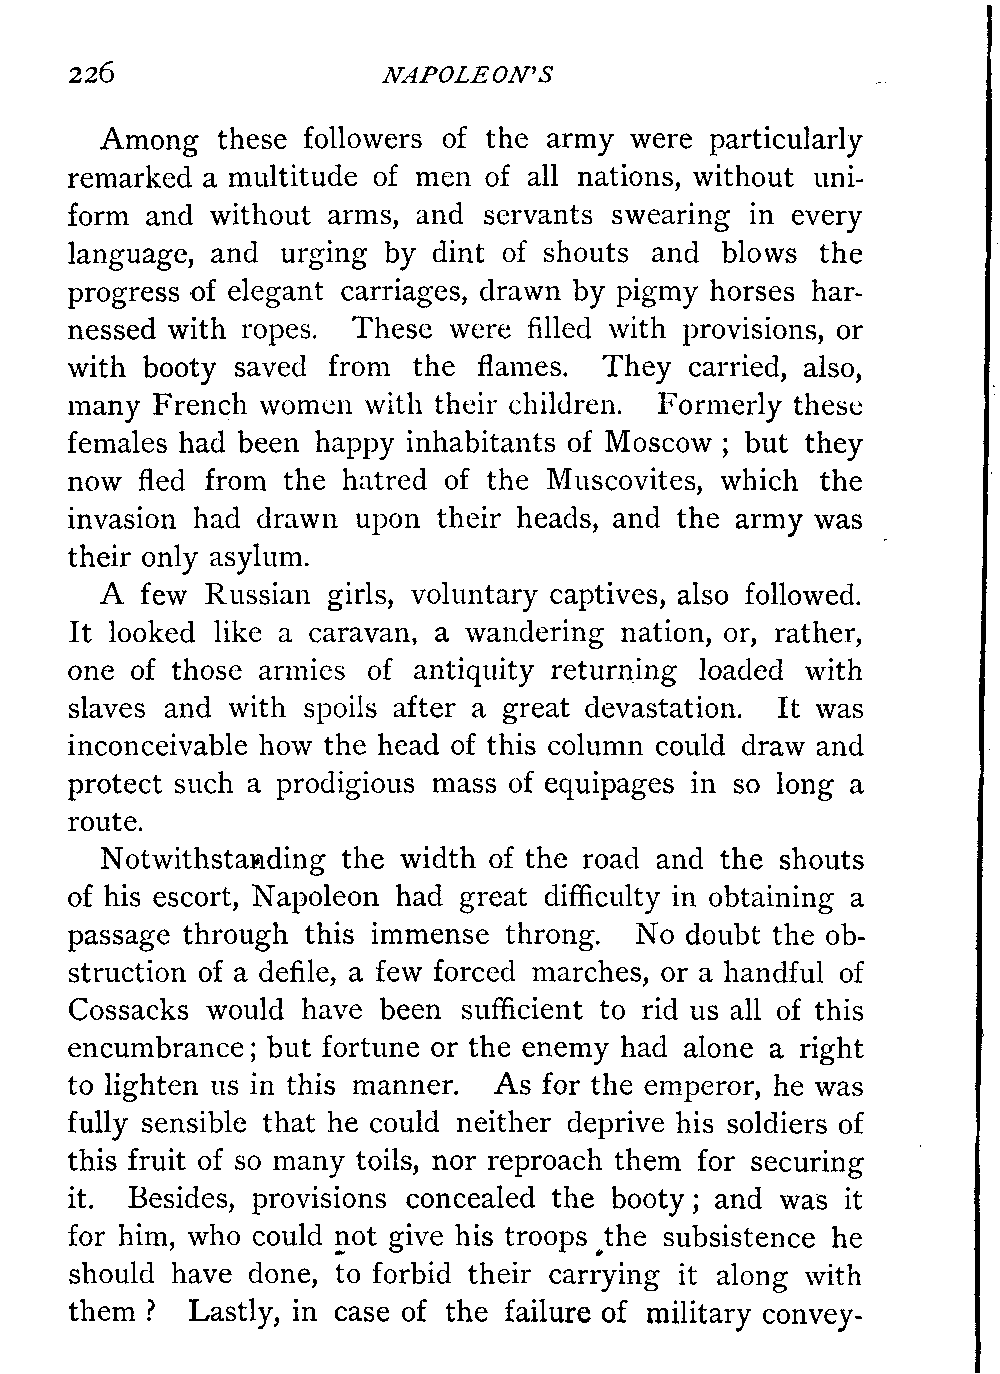 226 NAPOLEON'S
Among these followers of the army were particularly
remarked a multitude of men of all nations, without uni-
form and without arms, and servants swearing in every
language, and urging by dint of shouts and blows the
progress of elegant carriages, drawn by pigmy horses har-
nessed with ropes. These were filled with provisions, or
with booty saved from the flames. They carried, also,
many French women with their children. Formerly these
females had been happy inhabitants of Moscow ; but they
now fled from the hatred of the Muscovites, which the
invasion had drawn upon their heads, and the army was
their only asylum.
A few Russian girls, voluntary captives, also followed.
It looked like a caravan, a wandering nation, or, rather,
one of those armies of antiquity returning loaded with
slaves and with spoils after a great devastation. It was
inconceivable how the head of this column could draw and
protect such a prodigious mass of equipages in so long a
route.
Notwithstanding the width of the road and the shouts
of his escort, Napoleon had great difficulty in obtaining a
passage through this immense throng. No doubt the ob-
struction of a defile, a few forced marches, or a handful of
Cossacks would have been sufficient to rid us all of this
encumbrance ; but fortune or the enemy had alone a right
to lighten us in this manner. As for the emperor, he was
fully sensible that he could neither deprive his soldiers of
this fruit of so many toils, nor reproach them for securing
it. Besides, provisions concealed the booty ; and was it
for him, who could not give his troops the subsistence he
should have done, to forbid their carrying it along with
them ? Lastly, in case of the failure of military convey-